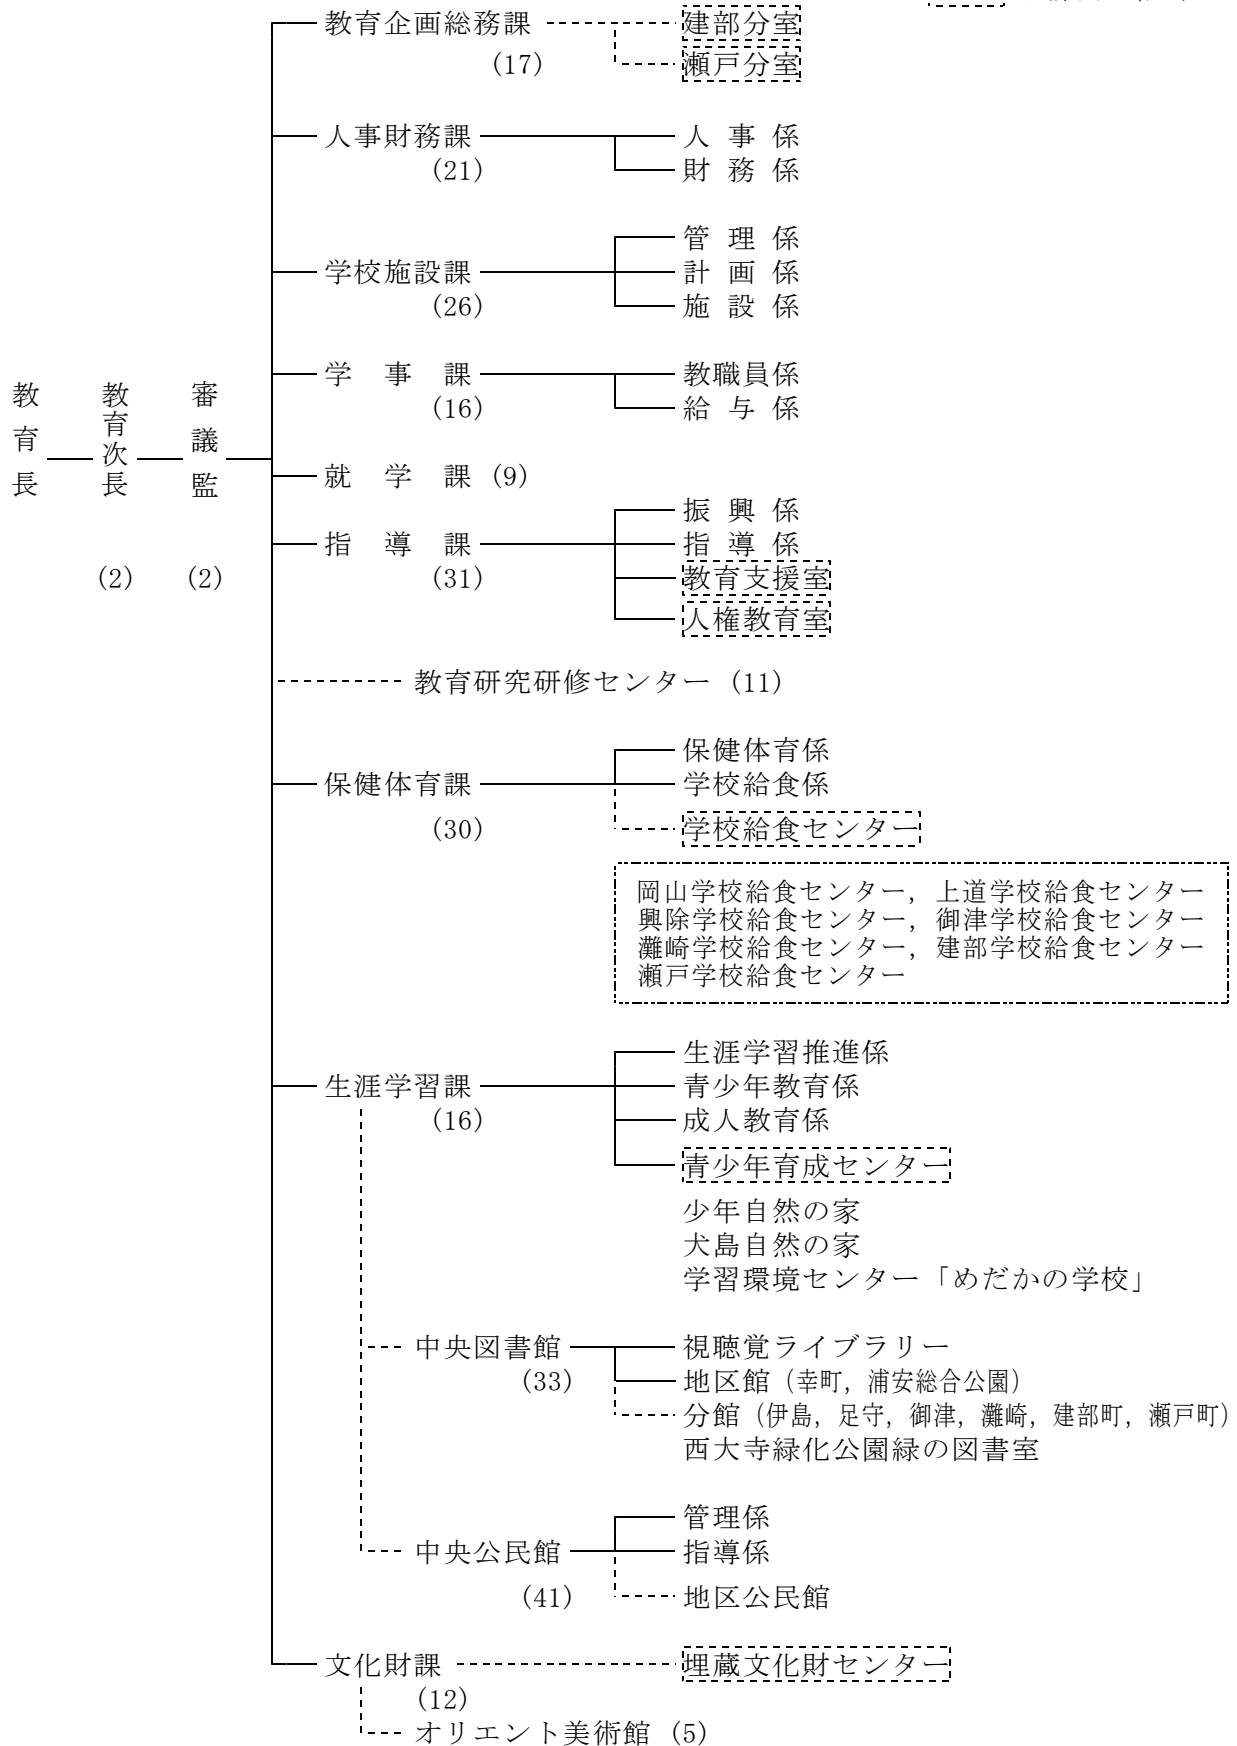 教育企画総務課
建部分室
(17)
瀬戸分室
人事財務課
人事係
(21)
財務係
管理係
学校施設課
計画係
(26)
施設係
学事課
教職員係
(16)
給与係
教育長
教育次長
審議監
(2)
(2)
就学課 (9)
振興係
指導課
指導係
(31)
教育支援室
人権教育室
教育研究研修センター (11)
保健体育係
保健体育課
学校給食係
(30)
学校給食センター
岡山学校給食センター，上道学校給食センター
興除学校給食センター，御津学校給食センター
灘崎学校給食センター，建部学校給食センター
瀬戸学校給食センター
生涯学習推進係
生涯学習課
青少年教育係
(16)
成人教育係
青少年育成センター
少年自然の家
犬島自然の家
学習環境センター「めだかの学校」
中央図書館
視聴覚ライブラリー
(33)
地区館（幸町，浦安総合公園）
分館（伊島，足守，御津，灘崎，建部町，瀬戸町）
西大寺緑化公園緑の図書室
管理係
中央公民館
指導係
(41)
地区公民館
文化財課
埋蔵文化財センター
(12)
オリエント美術館 (5)